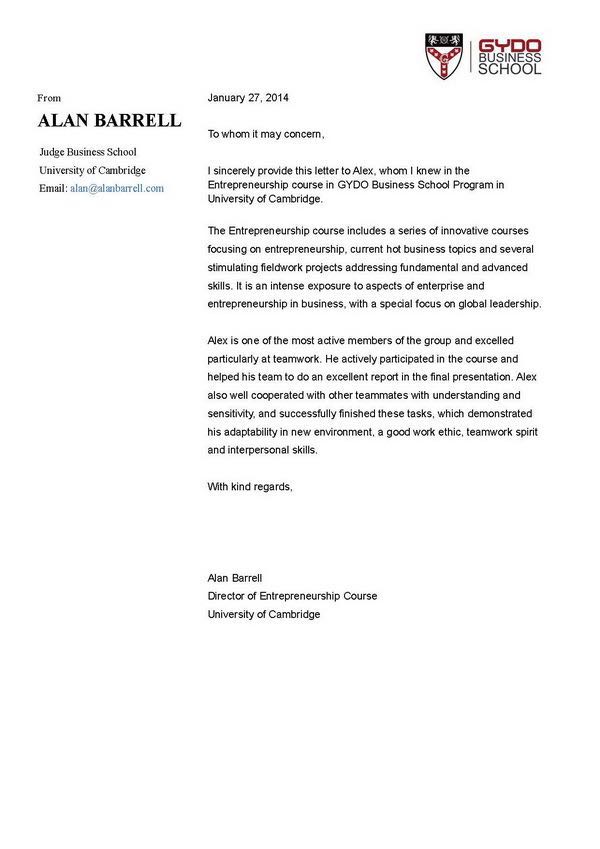 GYDO
BUSINESS
SCHOOL
From
ALAN BARRELL
Judge Business School
University of Cambridge
Email: alan@alanbarrell.com
January 27, 2014
To whom it may concern,
I sincerely provide this letter to Alex, whom I knew in the
Entrepreneurship course in GYDO Business School Program in
University of Cambridge.
The Entrepreneurship course includes a series of innovative courses
focusing on entrepreneurship, current hot business topics and several
stimulating fieldwork projects addressing fundamental and advanced
skills. It is an intense exposure to aspects of enterprise and
entrepreneurship in business, with a special focus on global leadership.
Alex is one of the most active members of the group and excelled
particularly at teamwork. He actively participated in the course and
helped his team to do an excellent report in the final presentation. Alex
also well cooperated with other teammates with understanding and
sensitivity, and successfully finished these tasks, which demonstrated
his adaptability in new environment, a good work ethic, teamwork spirit
and interpersonal skills.
With kind regards,
Alan Barrell
Director of Entrepreneurship Course
University of Cambridge